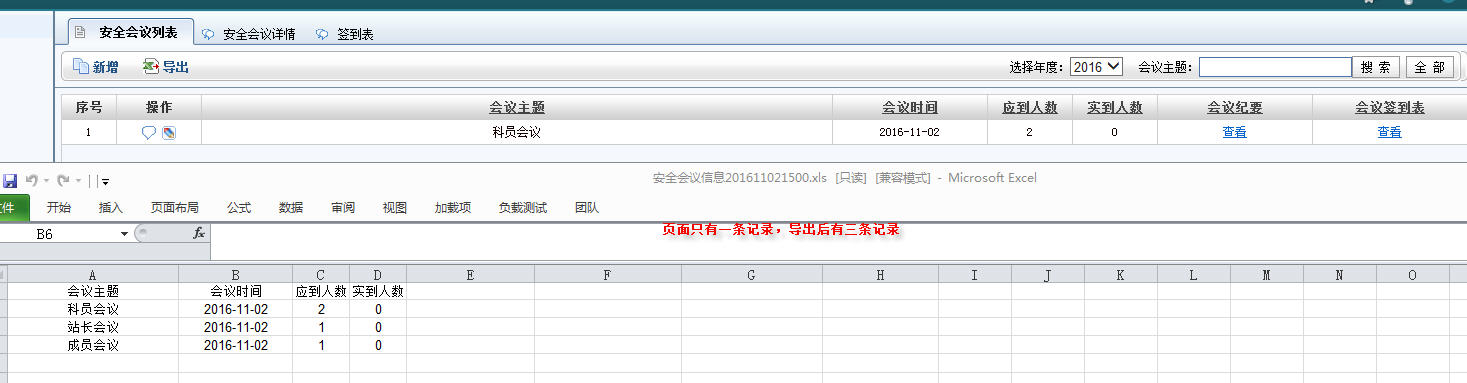 安全会议列表 安全会议详情 签到表
新增 导出 选择年度: 2016 会议主题: 搜 索 全 部
序号 操作 会议主题 会议时间 应到人数 实到人数 会议纪要 会议签到表
1 科员会议 2016-11-02 2 0 查看 查看
安全会议信息201611021500.xls [只读] [兼容模式] - Microsoft Excel
件 开始 插入 页面布局 公式 数据 审阅 视图 加载项 负载测试 团队
页面只有一条记录，导出后有三条记录
B6 fx
A B C D E F G H I J K L M N O
会议主题 会议时间 应到人数 实到人数
科员会议 2016-11-02 2 0
站长会议 2016-11-02 1 0
成员会议 2016-11-02 1 0